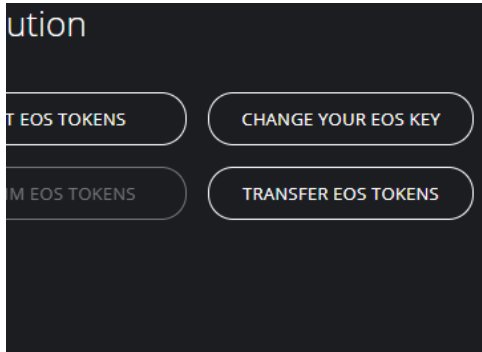 ution
T EOS TOKENS
CHANGE YOUR EOS KEY
IM EOS TOKENS
TRANSFER EOS TOKENS